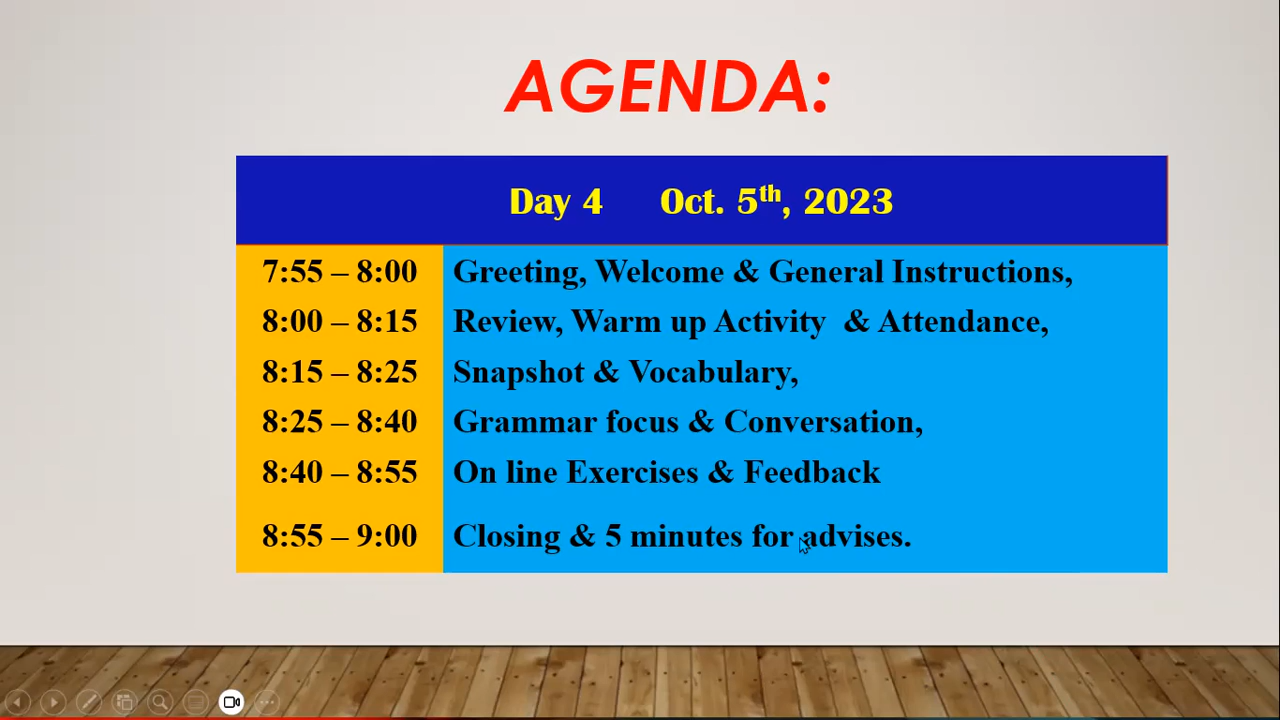 AGENDA:
Day 4 Oct. 5th, 2023
7:55 – 8:00 Greeting, Welcome & General Instructions,
8:00 – 8:15 Review, Warm up Activity & Attendance,
8:15 – 8:25 Snapshot & Vocabulary,
8:25 – 8:40 Grammar focus & Conversation,
8:40 – 8:55 On line Exercises & Feedback
8:55 – 9:00 Closing & 5 minutes for advises.